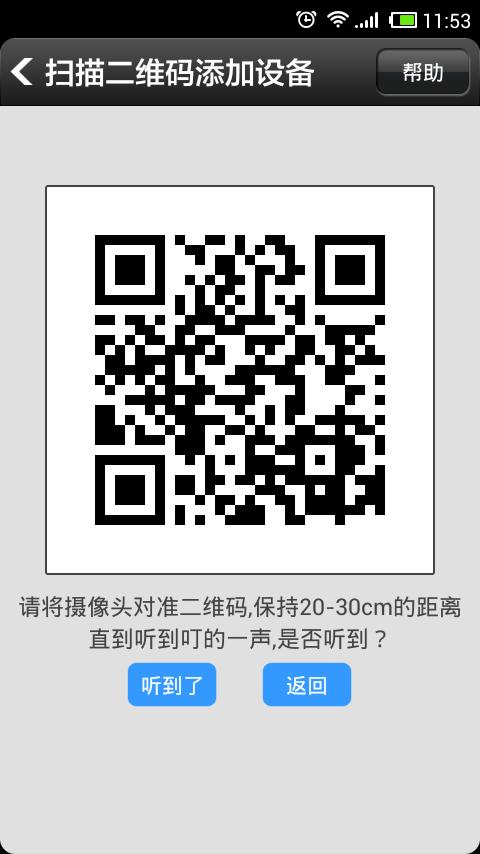 11:53
扫描二维码添加设备
帮助
请将摄像头对准二维码,保持20-30cm的距离
直到听到叮的一声,是否听到？
听到了
返回